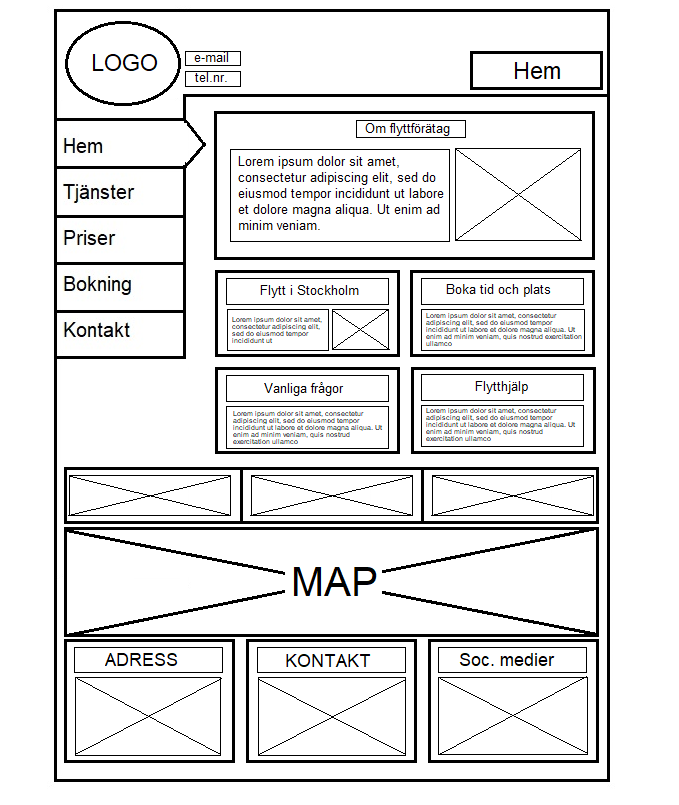 LOGO
e-mail
tel.nr.
Hem
Hem
Tjänster
Priser
Bokning
Kontakt
Om flyttförätag
Lorem ipsum dolor sit amet,
consectetur adipiscing elit, sed do
eiusmod tempor incididunt ut labore
et dolore magna aliqua. Ut enim ad
minim veniam.
Flytt i Stockholm
Lorem ipsum dolor sit amet,
consectetur adipiscing elit,
sed do eiusmod tempor
incididunt ut
Boka tid och plats
Lorem ipsum dolor sit amet, consectetur
adipiscing elit, sed do eiusmod tempor
incididunt ut labore et dolore magna aliqua. Ut
enim ad minim veniam, quis nostrud exercitation
ullamco
Vanliga frågor
Lorem ipsum dolor sit amet, consectetur
adipiscing elit, sed do eiusmod tempor
incididunt ut labore et dolore magna aliqua. Ut
enim ad minim veniam, quis nostrud
exercitation ullamco
Flytthjälp
Lorem ipsum dolor sit amet, consectetur
adipiscing elit, sed do eiusmod tempor
incididunt ut labore et dolore magna aliqua. Ut
enim ad minim veniam, quis nostrud
exercitation ullamco
MAP
ADRESS
KONTAKT
Soc. medier